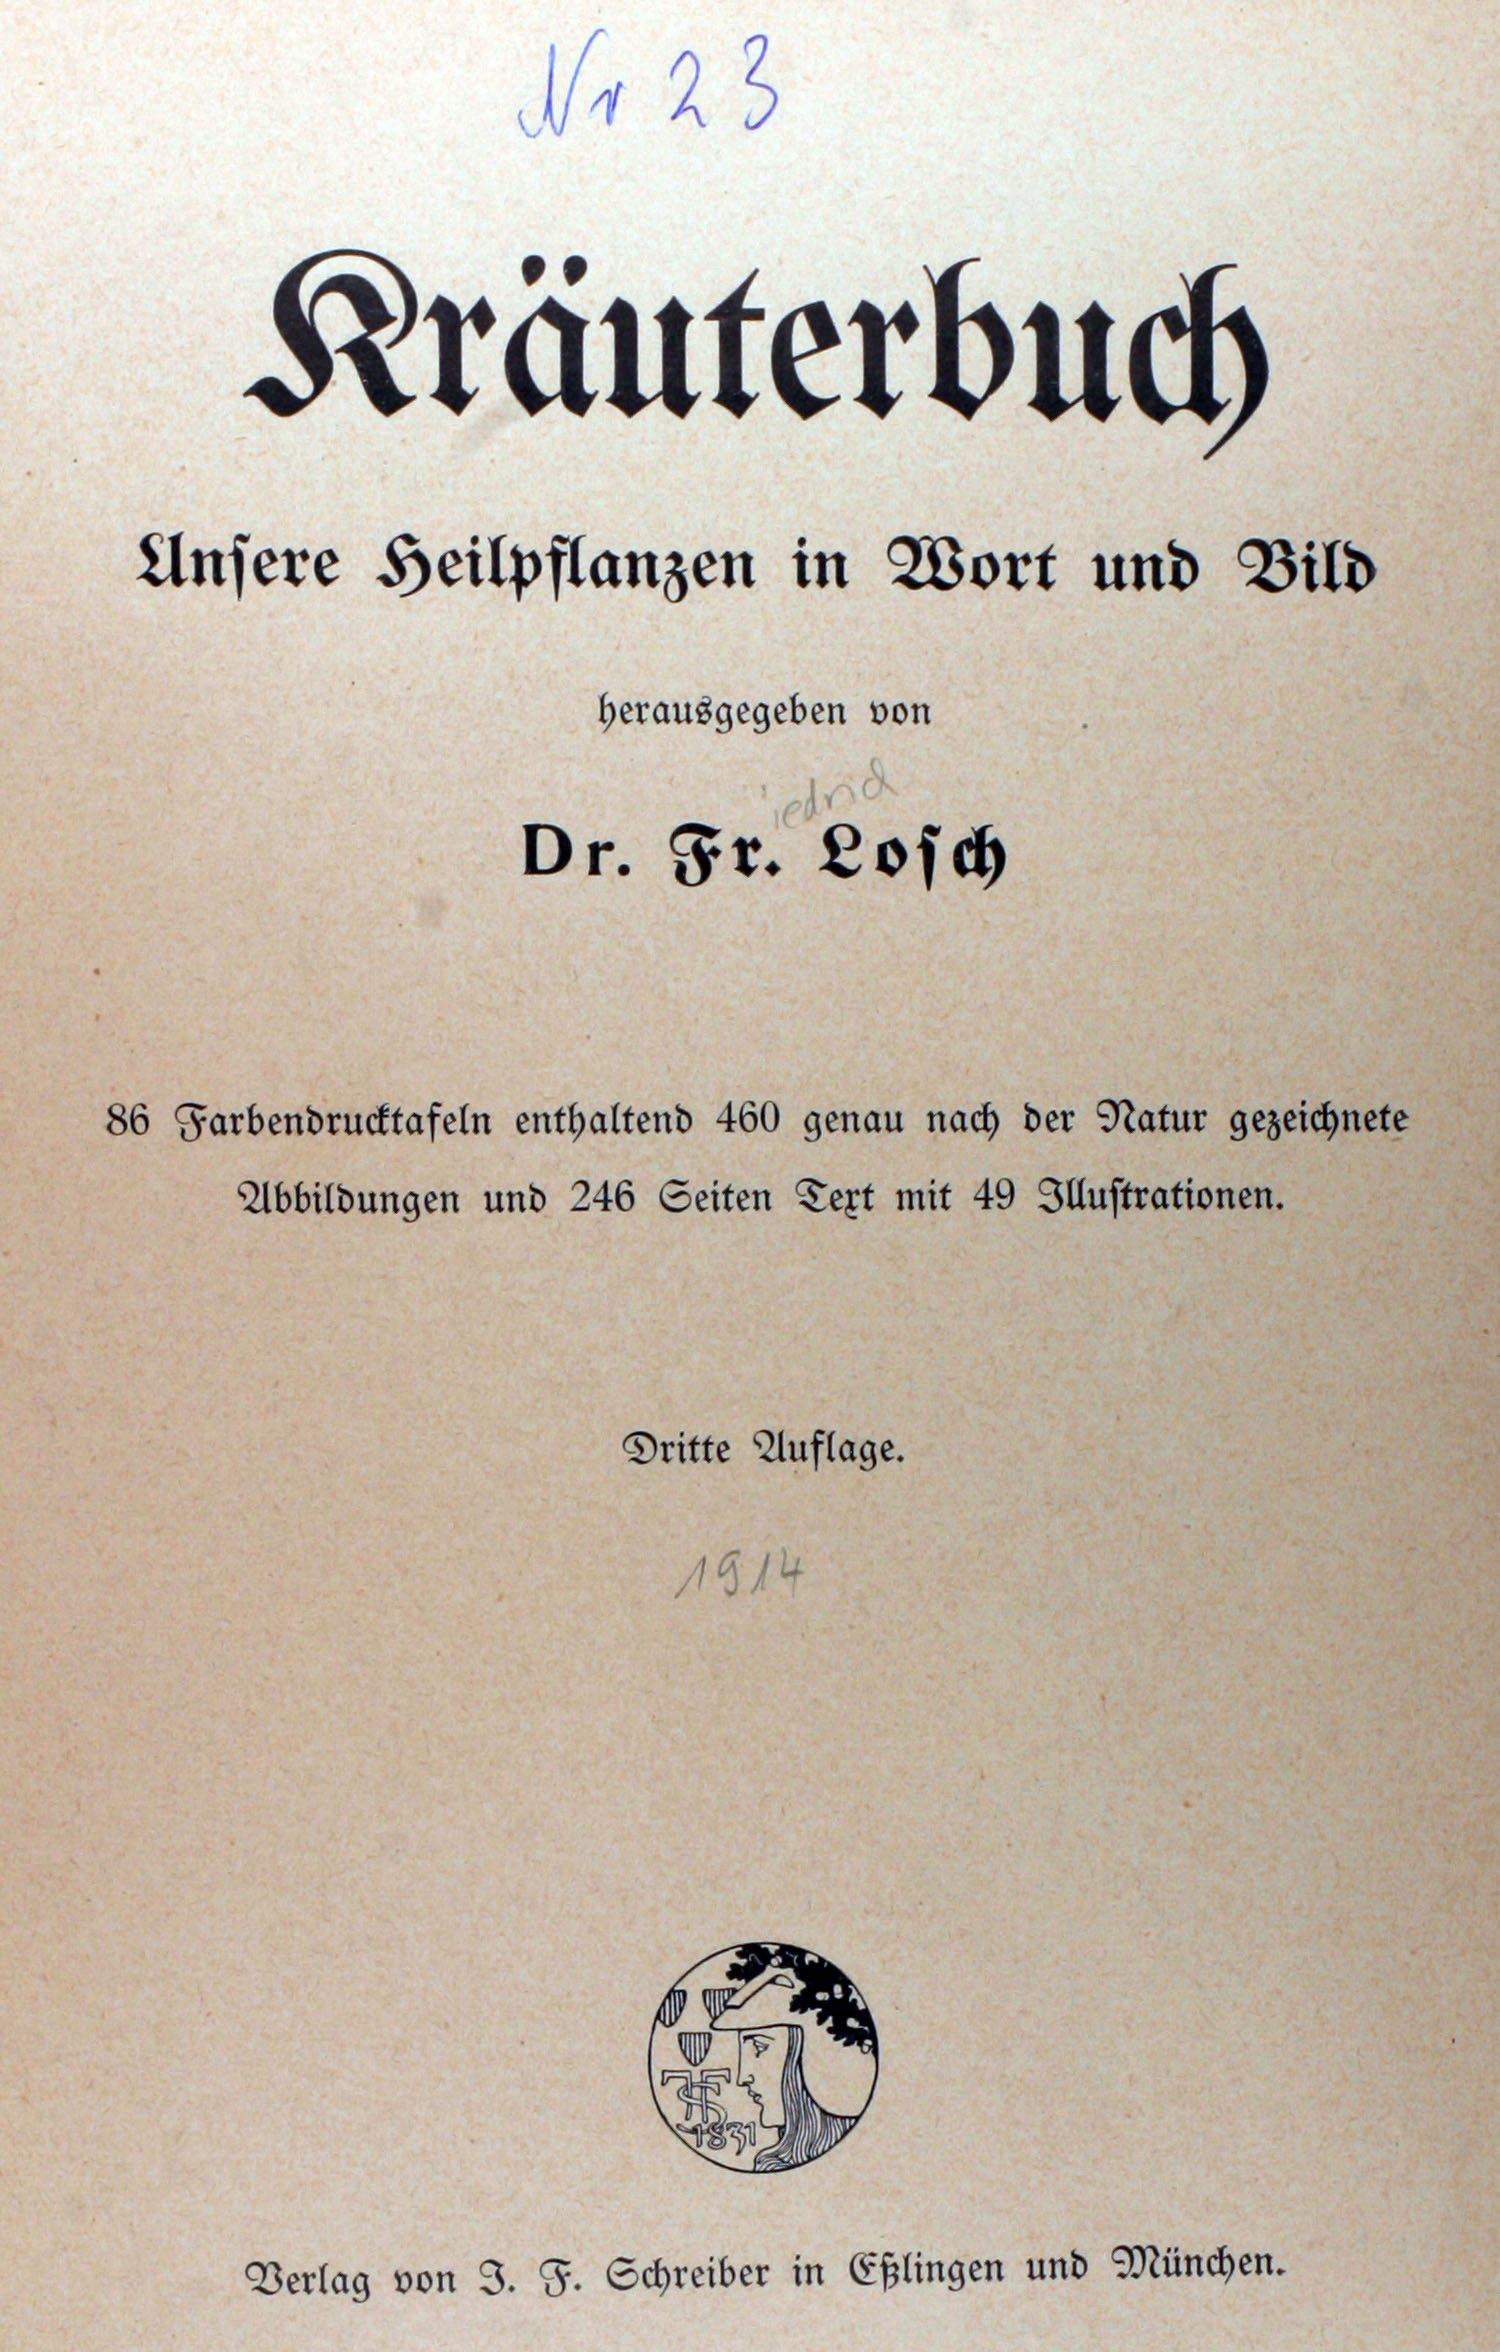 Nr 23
Kräuterbuch
Unsere Heilpflanzen in Wort und Bild
herausgegeben von
iedrich
Dr. Fr. Losch
86 Farbendrucktafeln enthaltend 460 genau nach der Natur gezeichnete
Abbildungen und 246 Seiten Text mit 49 Illustrationen.
Dritte Auflage.
1914
1831
Verlag von J. F. Schreiber in Eßlingen und München.